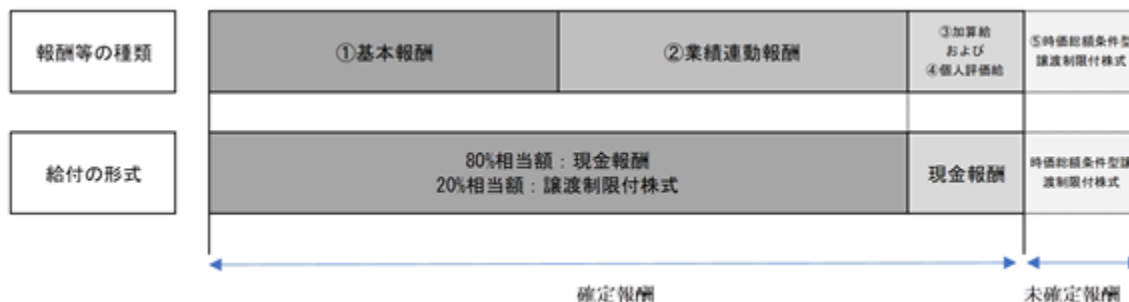 報酬等の種類
①基本報酬
②業績連動報酬
③加算給
および
④個人評価給
⑤時価総額条件型
譲渡制限付株式
給付の形式
80%相当額：現金報酬
20%相当額：譲渡制限付株式
現金報酬
時価総額条件型譲
渡制限付株式
確定報酬
未確定報酬